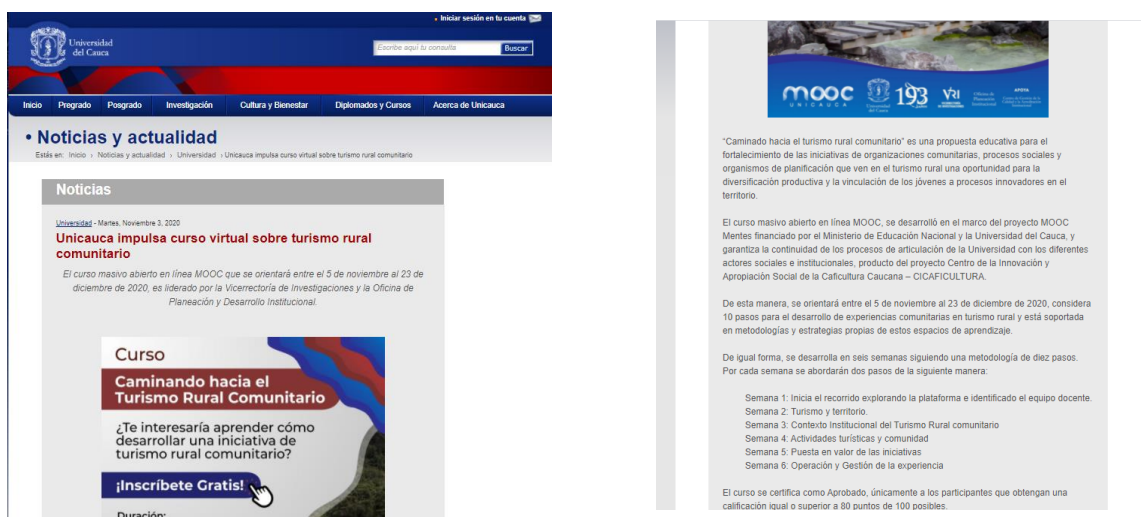 Iniciar sesión en tu cuenta
Universidad
del Cauca
Escribe aquí tu consulta
Buscar
Inicio Pregrado Posgrado Investigación Cultura y Bienestar Diplomados y Cursos Acerca de Unicauca
• Noticias y actualidad
Estás en: Inicio › Noticias y actualidad › Universidad › Unicauca impulsa curso virtual sobre turismo rural comunitario
Noticias
Universidad - Martes, Noviembre 3, 2020
Unicauca impulsa curso virtual sobre turismo rural
comunitario
El curso masivo abierto en línea MOOC que se orientará entre el 5 de noviembre al 23 de
diciembre de 2020, es liderado por la Vicerrectoría de Investigaciones y la Oficina de
Planeación y Desarrollo Institucional.
Curso
Caminando hacia el
Turismo Rural Comunitario
¿Te interesaría aprender cómo
desarrollar una iniciativa de
turismo rural comunitario?
¡Inscríbete Gratis!
Duración:
mooc
UNICAUCA
Universidad
del Cauca
193
VRI
APOYA
"Caminado hacia el turismo rural comunitario" es una propuesta educativa para el
fortalecimiento de las iniciativas de organizaciones comunitarias, procesos sociales y
organismos de planificación que ven en el turismo rural una oportunidad para la
diversificación productiva y la vinculación de los jóvenes a procesos innovadores en el
territorio.
El curso masivo abierto en línea MOOC, se desarrolló en el marco del proyecto MOOC
Mentes financiado por el Ministerio de Educación Nacional y la Universidad del Cauca, y
garantiza la continuidad de los procesos de articulación de la Universidad con los diferentes
actores sociales e institucionales, producto del proyecto Centro de la Innovación y
Apropiación Social de la Caficultura Caucana – CICAFICULTURA.
De esta manera, se orientará entre el 5 de noviembre al 23 de diciembre de 2020, considera
10 pasos para el desarrollo de experiencias comunitarias en turismo rural y está soportada
en metodologías y estrategias propias de estos espacios de aprendizaje.
De igual forma, se desarrolla en seis semanas siguiendo una metodología de diez pasos.
Por cada semana se abordarán dos pasos de la siguiente manera:
Semana 1: Inicia el recorrido explorando la plataforma e identificado el equipo docente.
Semana 2: Turismo y territorio.
Semana 3: Contexto Institucional del Turismo Rural comunitario
Semana 4: Actividades turísticas y comunidad
Semana 5: Puesta en valor de las iniciativas
Semana 6: Operación y Gestión de la experiencia
El curso se certifica como Aprobado, únicamente a los participantes que obtengan una
calificación igual o superior a 80 puntos de 100 posibles.